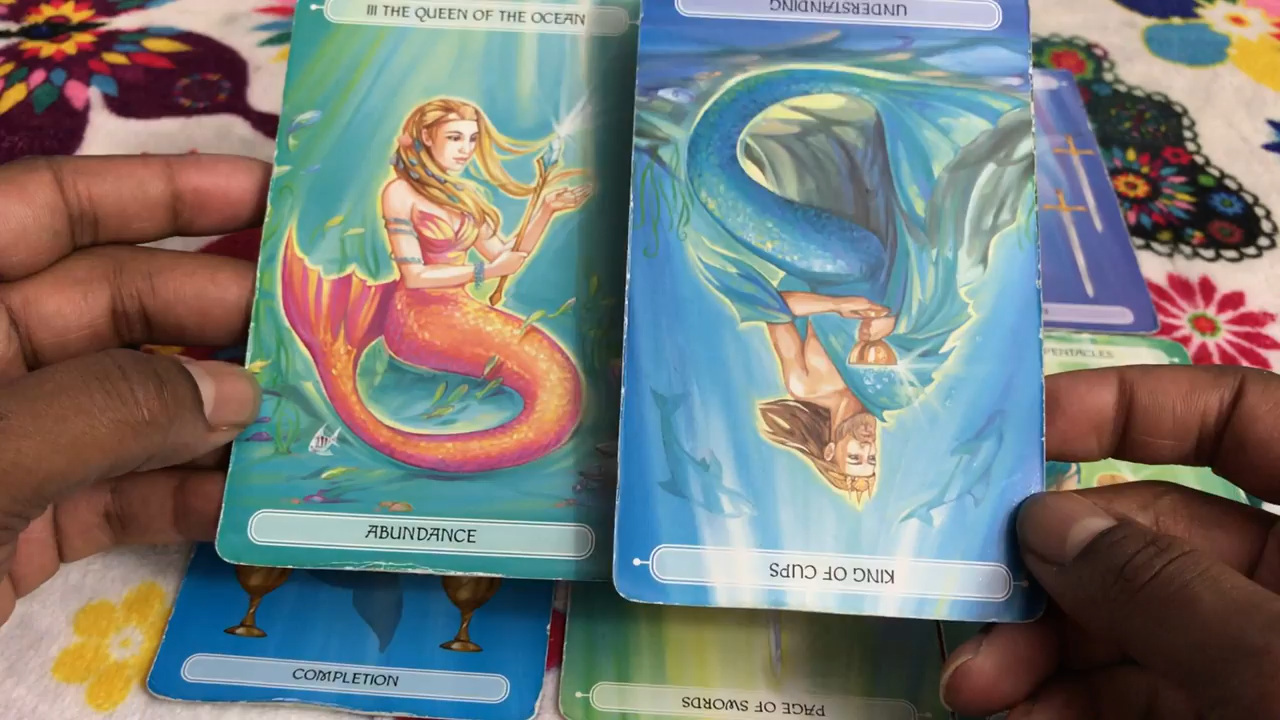 III THE QUEEN OF THE OCEAN
UNDERSTANDING
PENTACLES
ABUNDANCE
KING OF CUPS
COMPLETION
PAGE OF SWORDS